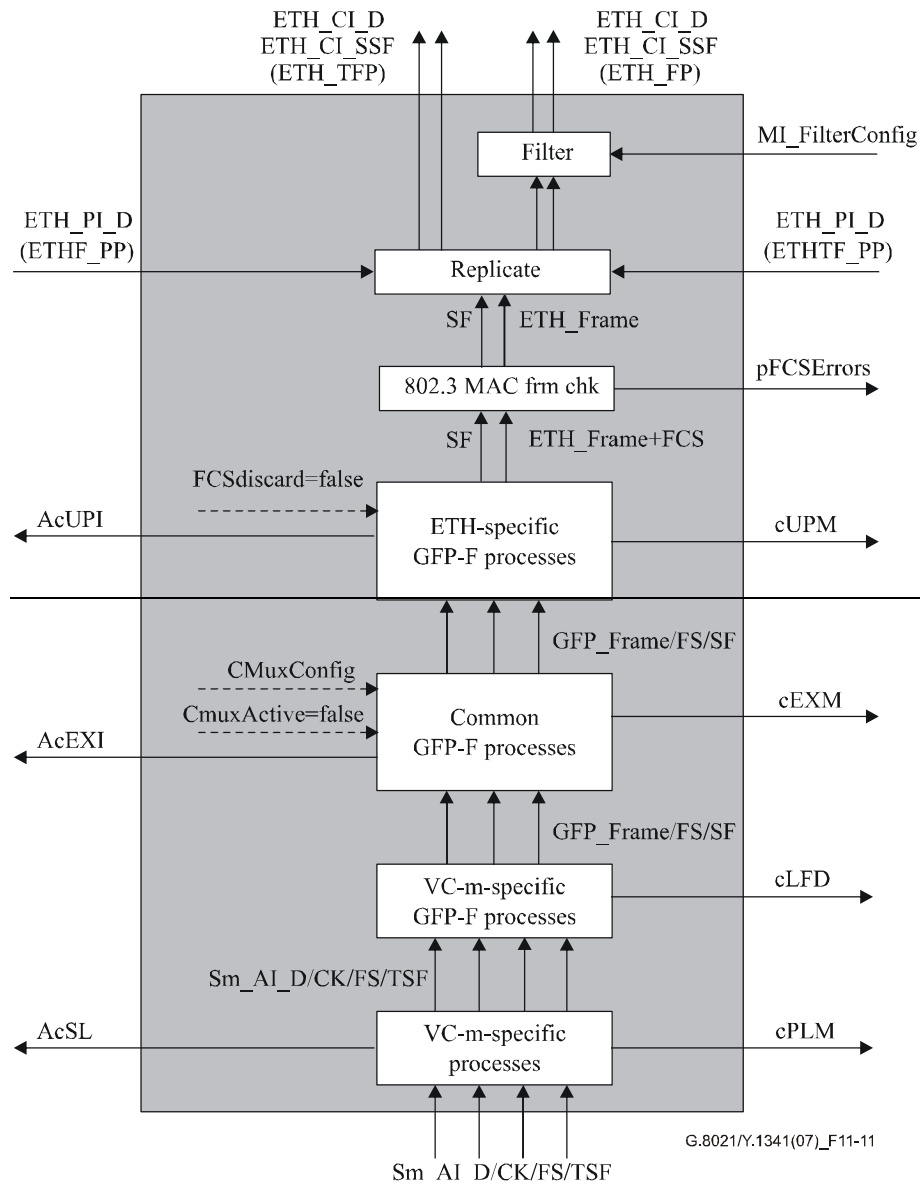 ETH_CI_D
ETH_CI_SSF
(ETH_TFP)
ETH_CI_D
ETH_CI_SSF
(ETH_FP)
Filter
MI_FilterConfig
ETH_PI_D
(ETHF_PP)
ETH_PI_D
(ETHTF_PP)
Replicate
SF
ETH_Frame
802.3 MAC frm chk
pFCSErrors
SF
ETH_Frame+FCS
FCSdiscard=false
AcUPI
ETH-specific
GFP-F processes
cUPM
GFP_Frame/FS/SF
CMuxConfig
CmuxActive=false
Common
GFP-F processes
cEXM
AcEXI
GFP_Frame/FS/SF
VC-m-specific
GFP-F processes
cLFD
Sm_AI_D/CK/FS/TSF
AcSL
VC-m-specific
processes
cPLM
G.8021/Y.1341(07)_F11-11
Sm_AI_D/CK/FS/TSF